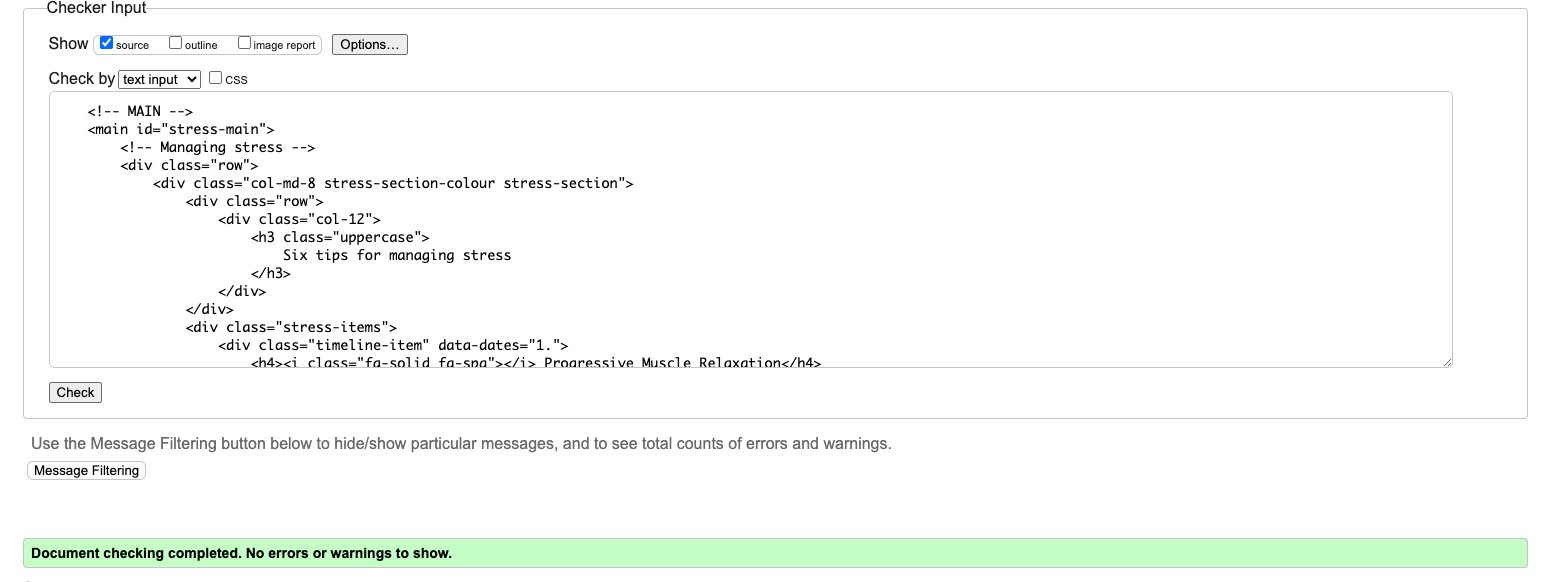 Checker Input
Show source outline image report Options...
Check by text input CSS
<!-- MAIN -->
<main id="stress-main">
<!-- Managing stress -->
<div class="row">
<div class="col-md-8 stress-section-colour stress-section">
<div class="row">
<div class="col-12">
<h3 class="uppercase">
Six tips for managing stress
</h3>
</div>
</div>
<div class="stress-items">
<div class="timeline-item" data-dates="1.">
<h4><i class="fa-solid fa-spa"></i> Progressive Muscle Relaxation</h4>
Check
Use the Message Filtering button below to hide/show particular messages, and to see total counts of errors and warnings.
Message Filtering
Document checking completed. No errors or warnings to show.